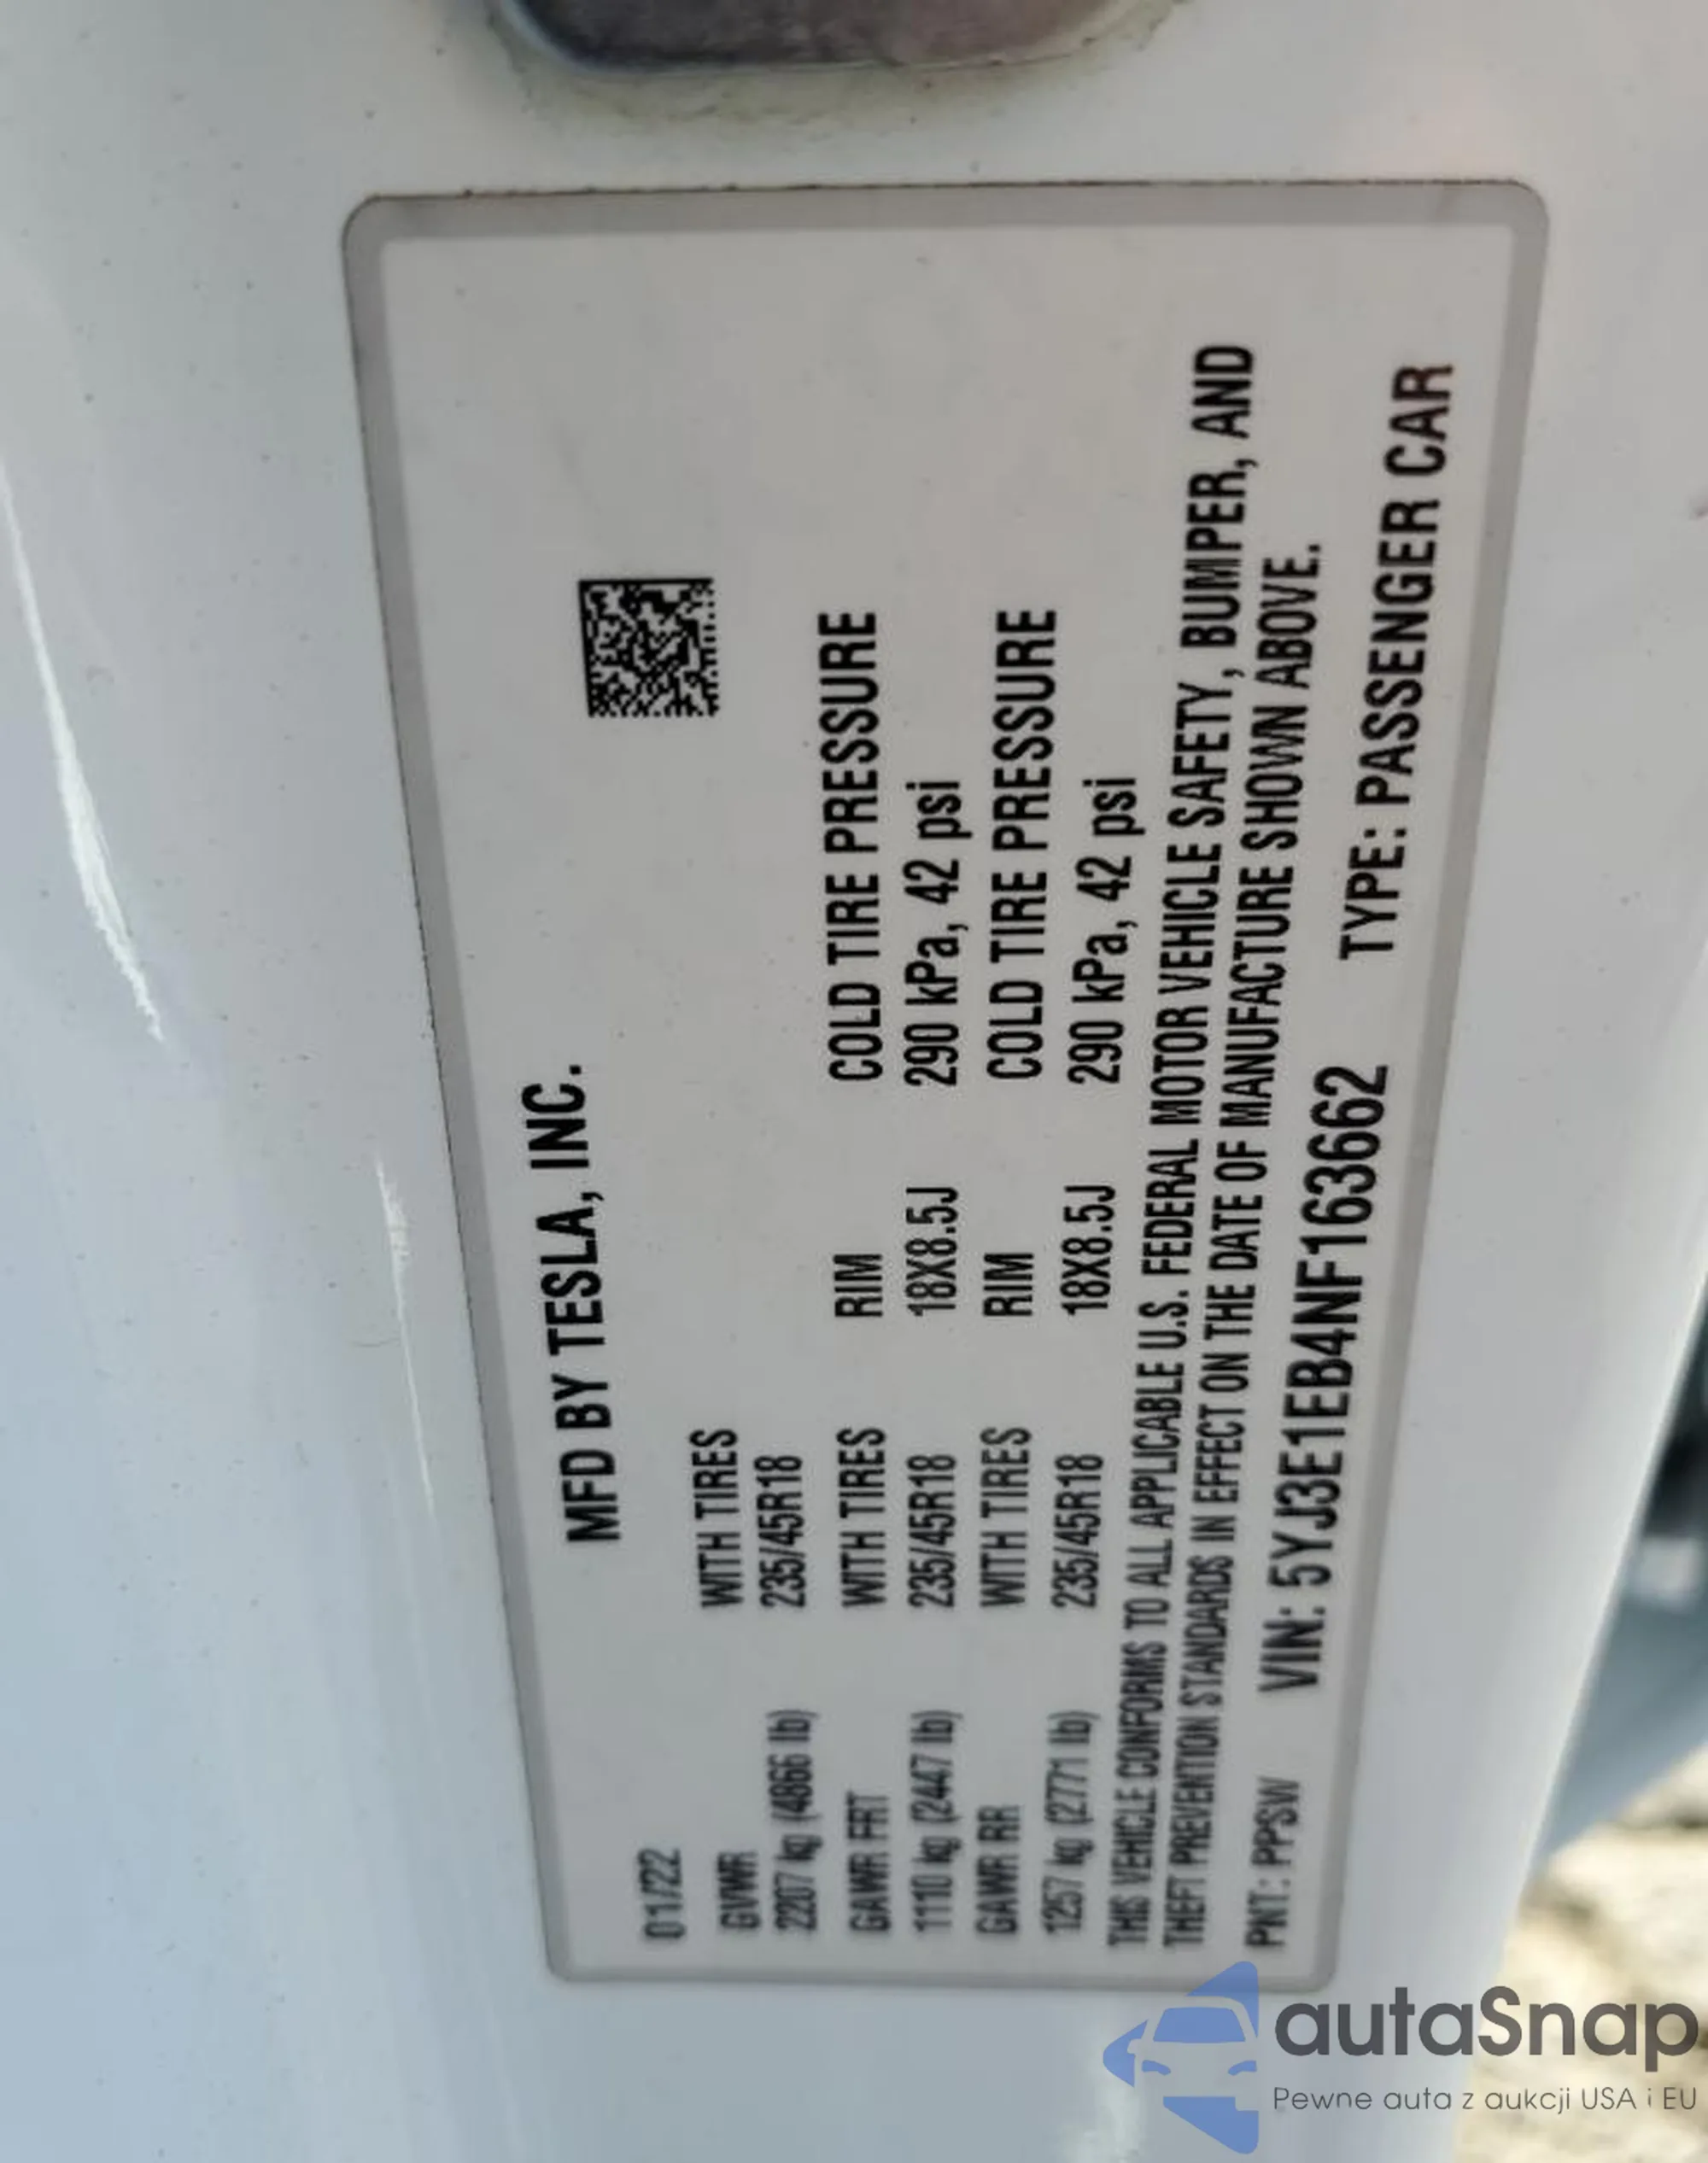 MFD BY TESLA, INC.
01/22
GVWR WITH TIRES
2207 kg (4866 lb) 235/45R18
GAWR FRT WITH TIRES RIM COLD TIRE PRESSURE
1110 kg (2447 lb) 235/45R18 18X8.5J 290 kPa, 42 psi
GAWR RR WITH TIRES RIM COLD TIRE PRESSURE
1257 kg (2771 lb) 235/45R18 18X8.5J 290 kPa, 42 psi
THIS VEHICLE CONFORMS TO ALL APPLICABLE U.S. FEDERAL MOTOR VEHICLE SAFETY, BUMPER, AND
THEFT PREVENTION STANDARDS IN EFFECT ON THE DATE OF MANUFACTURE SHOWN ABOVE.
PNT: PPSW VIN: 5YJ3E1EB4NF163662 TYPE: PASSENGER CAR
autaSnap
Pewne auta z aukcji USA i EU